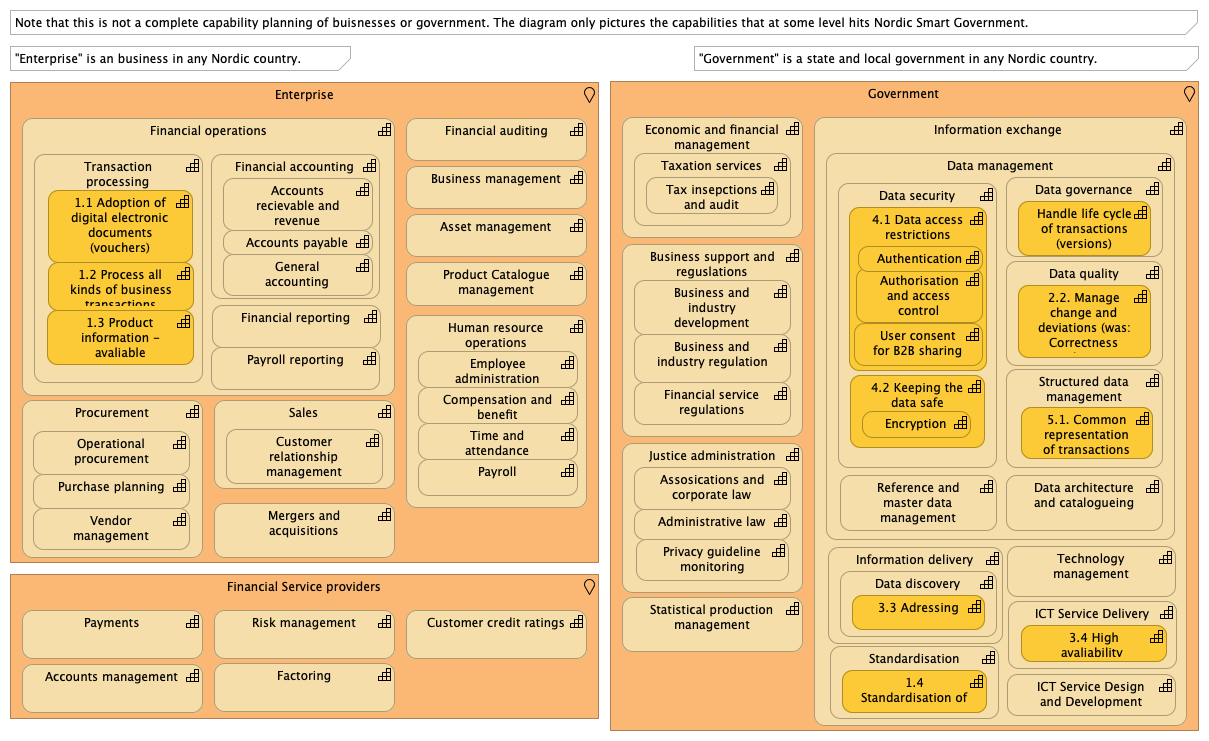 Note that this is not a complete capability planning of buisnesses or government. The diagram only pictures the capabilities that at some level hits Nordic Smart Government.
"Enterprise" is an business in any Nordic country.
"Government" is a state and local government in any Nordic country.
Enterprise
Financial operations
Transaction
processing
1.1 Adoption of
digital electronic
documents
(vouchers)
1.2 Process all
kinds of business
transactions
1.3 Product
information –
avaliable
Financial accounting
Accounts
recievable and
revenue
Accounts payable
General
accounting
Financial reporting
Payroll reporting
Financial auditing
Business management
Asset management
Product Catalogue
management
Human resource
operations
Employee
administration
Compensation and
benefit
Time and
attendance
Payroll
Procurement
Operational
procurement
Purchase planning
Vendor
management
Sales
Customer
relationship
management
Mergers and
acquisitions
Financial Service providers
Payments
Risk management
Customer credit ratings
Accounts management
Factoring
Government
Economic and financial
management
Taxation services
Tax insepctions
and audit
Business support and
reguslations
Business and
industry
development
Business and
industry regulation
Financial service
regulations
Justice administration
Assosications and
corporate law
Administrative law
Privacy guideline
monitoring
Statistical production
management
Information exchange
Data management
Data security
4.1 Data access
restrictions
Authentication
Authorisation
and access
control
User consent
for B2B sharing
4.2 Keeping the
data safe
Encryption
Data governance
Handle life cycle
of transactions
(versions)
Data quality
2.2. Manage
change and
deviations (was:
Correctness
Structured data
management
5.1. Common
representation
of transactions
Reference and
master data
management
Data architecture
and catalogueing
Information delivery
Data discovery
3.3 Adressing
Standardisation
1.4
Standardisation of
Technology
management
ICT Service Delivery
3.4 High
avaliability
ICT Service Design
and Development